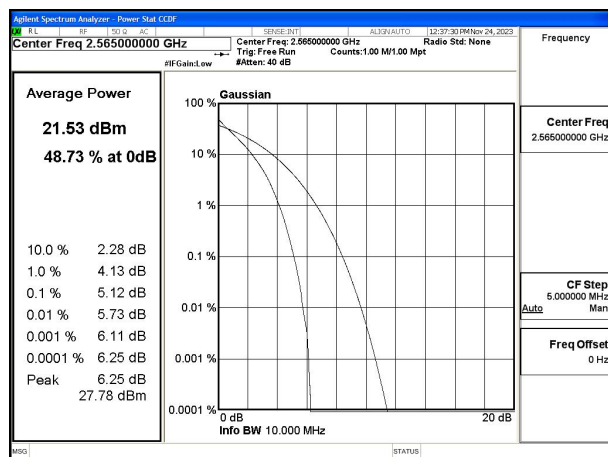 Agilent Spectrum Analyzer - Power Stat CCDF
LXI RL RF 50 Ω AC SENSE:INT ALIGN AUTO 12:37:30 PM Nov 24, 2023
Center Freq 2.565000000 GHz
Center Freq: 2.565000000 GHz Radio Std: None
Trig: Free Run Counts:1.00 M/1.00 Mpt
#IFGain:Low #Atten: 40 dB
Frequency
Average Power
21.53 dBm
48.73 % at 0dB
10.0 % 2.28 dB
1.0 % 4.13 dB
0.1 % 5.12 dB
0.01 % 5.73 dB
0.001 % 6.11 dB
0.0001 % 6.25 dB
Peak 6.25 dB
27.78 dBm
Gaussian
100 %
10 %
1 %
0.1 %
0.01 %
0.001 %
0.0001 %
0 dB 20 dB
Info BW 10.000 MHz
Center Freq
2.565000000 GHz
CF Step
5.000000 MHz
Auto Man
Freq Offset
0 Hz
MSG STATUS